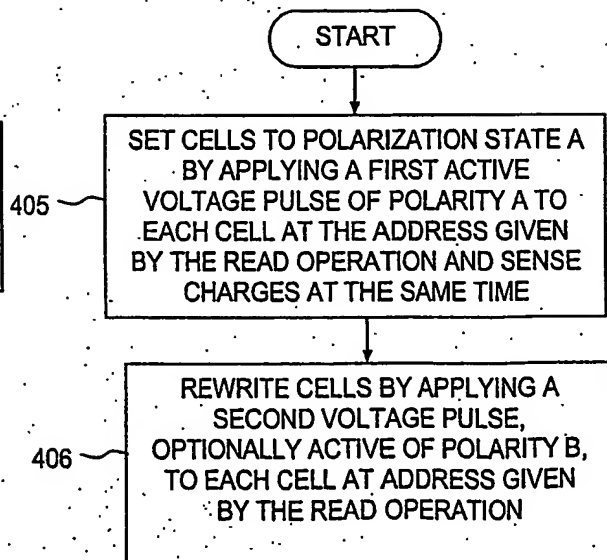 START
SET CELLS TO POLARIZATION STATE A
BY APPLYING A FIRST ACTIVE
VOLTAGE PULSE OF POLARITY A TO
EACH CELL AT THE ADDRESS GIVEN
BY THE READ OPERATION AND SENSE
CHARGES AT THE SAME TIME
405
REWRITE CELLS BY APPLYING A
SECOND VOLTAGE PULSE,
OPTIONALLY ACTIVE OF POLARITY B,
TO EACH CELL AT ADDRESS GIVEN
BY THE READ OPERATION
406